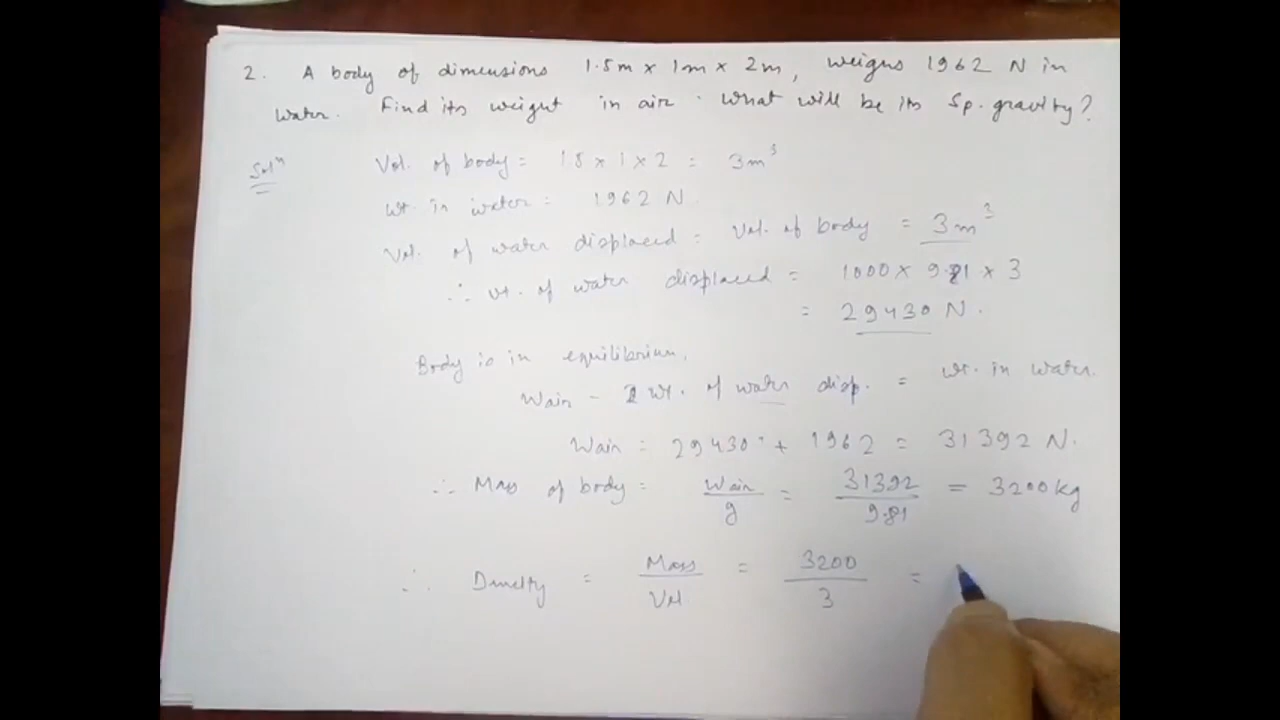 2. A body of dimensions 1.5m × 1m × 2m, weighs 1962 N in
water. Find its weight in air. What will be its Sp. gravity?
Solⁿ
Vol. of body = 1.5 × 1 × 2 = 3m³
Wt. in water = 1962 N.
Vol. of water displaced = Vol. of body = 3m³
∴ wt. of water displaced = 1000 × 9.81 × 3
= 29430 N.
Body is in equilibrium.
Wair - Wt. of water disp. = Wt. in water.
Wair = 29430 + 1962 = 31392 N.
∴ Mass of body = Wair / g = 31392 / 9.81 = 3200 kg
∴ Density = Mass / Vol = 3200 / 3 =